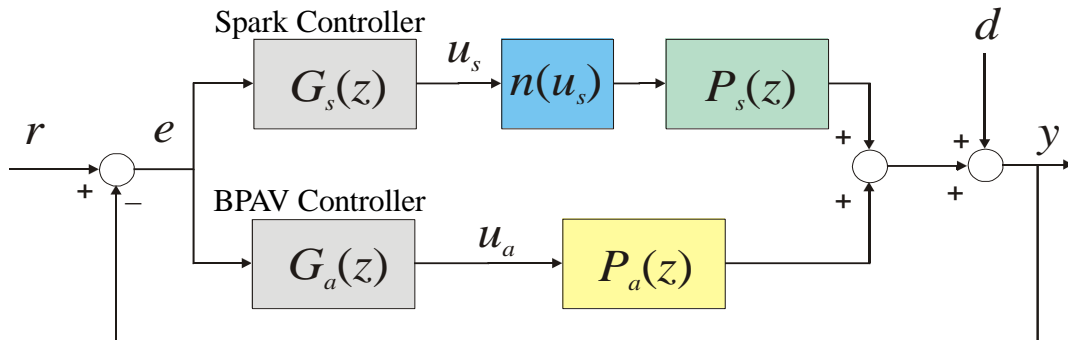 Spark Controller
d
u_s
G_s(z)
n(u_s)
P_s(z)
r
e
y
+
+
+
−
+
+
BPAV Controller
u_a
G_a(z)
P_a(z)